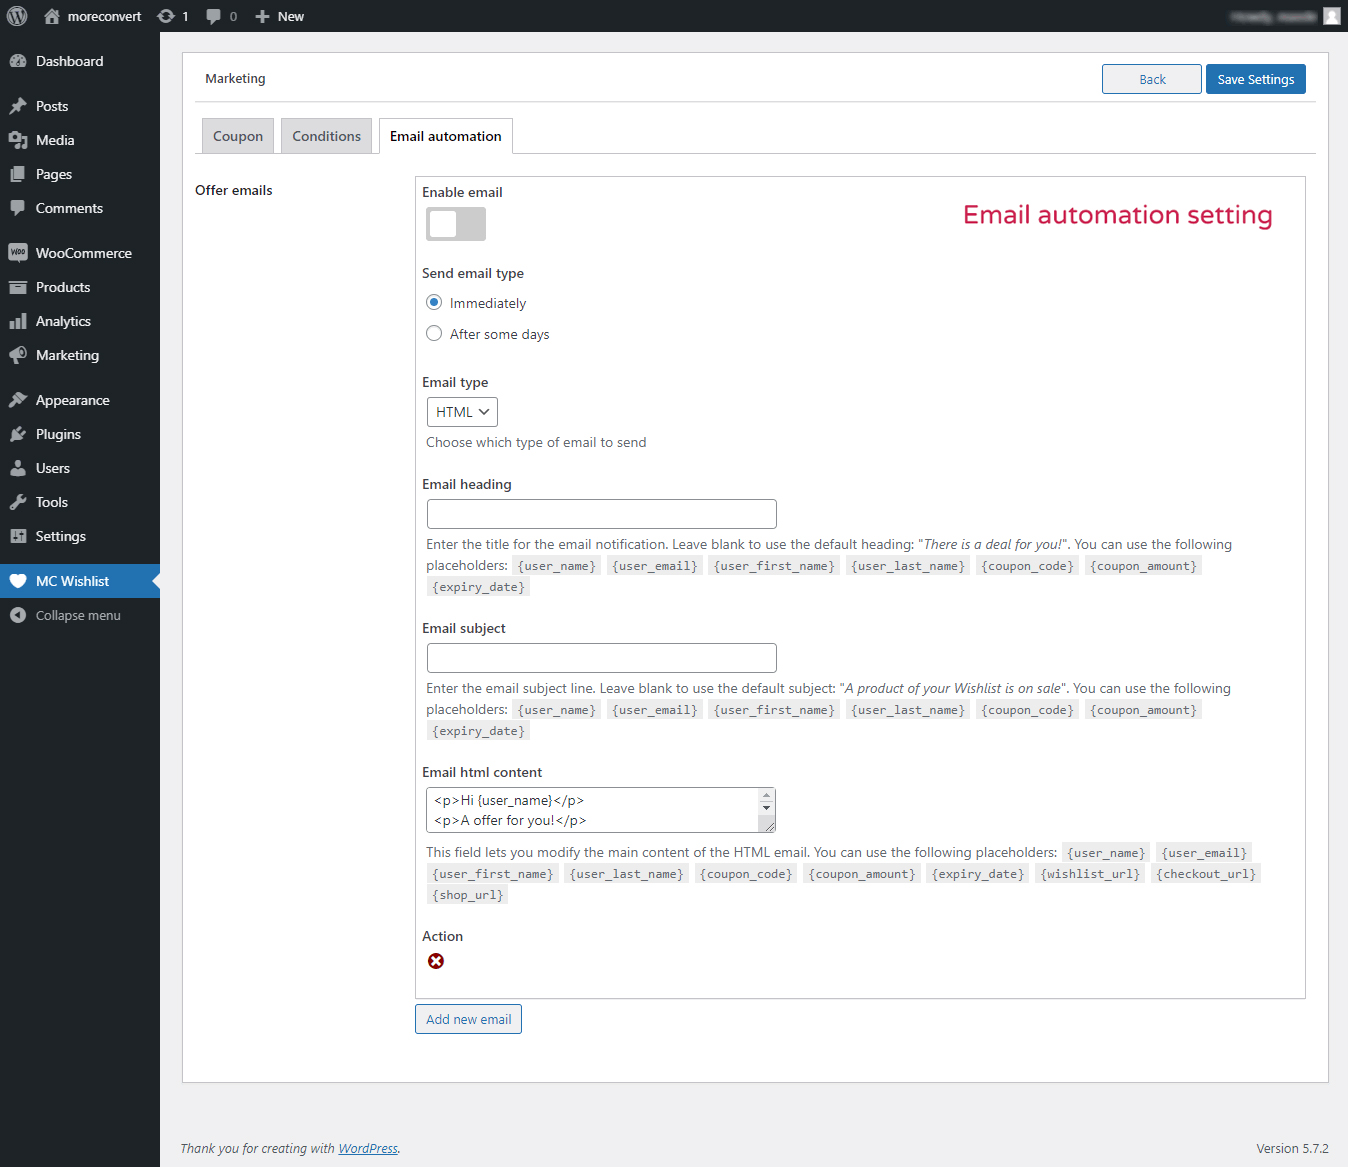 moreconvert 1 0 New
Dashboard
Posts
Media
Pages
Comments
WooCommerce
Products
Analytics
Marketing
Appearance
Plugins
Users
Tools
Settings
MC Wishlist
Collapse menu
Marketing
Back
Save Settings
Coupon
Conditions
Email automation
Offer emails
Enable email
Email automation setting
Send email type
Immediately
After some days
Email type
HTML
Choose which type of email to send
Email heading
Enter the title for the email notification. Leave blank to use the default heading: "There is a deal for you!". You can use the following
placeholders: {user_name} {user_email} {user_first_name} {user_last_name} {coupon_code} {coupon_amount}
{expiry_date}
Email subject
Enter the email subject line. Leave blank to use the default subject: "A product of your Wishlist is on sale". You can use the following
placeholders: {user_name} {user_email} {user_first_name} {user_last_name} {coupon_code} {coupon_amount}
{expiry_date}
Email html content
<p>Hi {user_name}</p>
<p>A offer for you!</p>
This field lets you modify the main content of the HTML email. You can use the following placeholders: {user_name} {user_email}
{user_first_name} {user_last_name} {coupon_code} {coupon_amount} {expiry_date} {wishlist_url} {checkout_url}
{shop_url}
Action
Add new email
Thank you for creating with WordPress.
Version 5.7.2